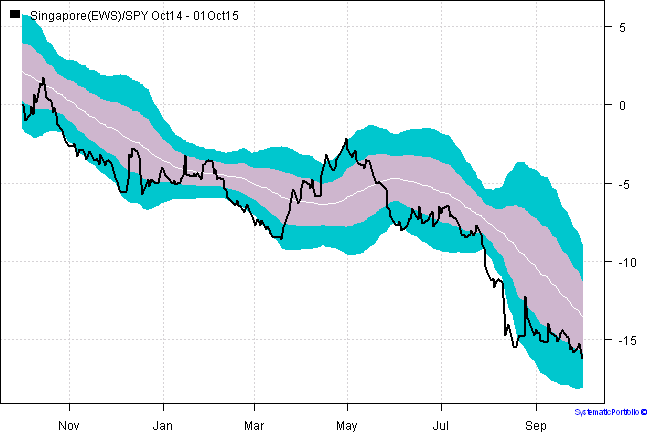 Singapore(EWS)/SPY Oct14 - 01Oct15
5
0
-5
-10
-15
Nov Jan Mar May Jul Sep
SystematicPortfolio ©